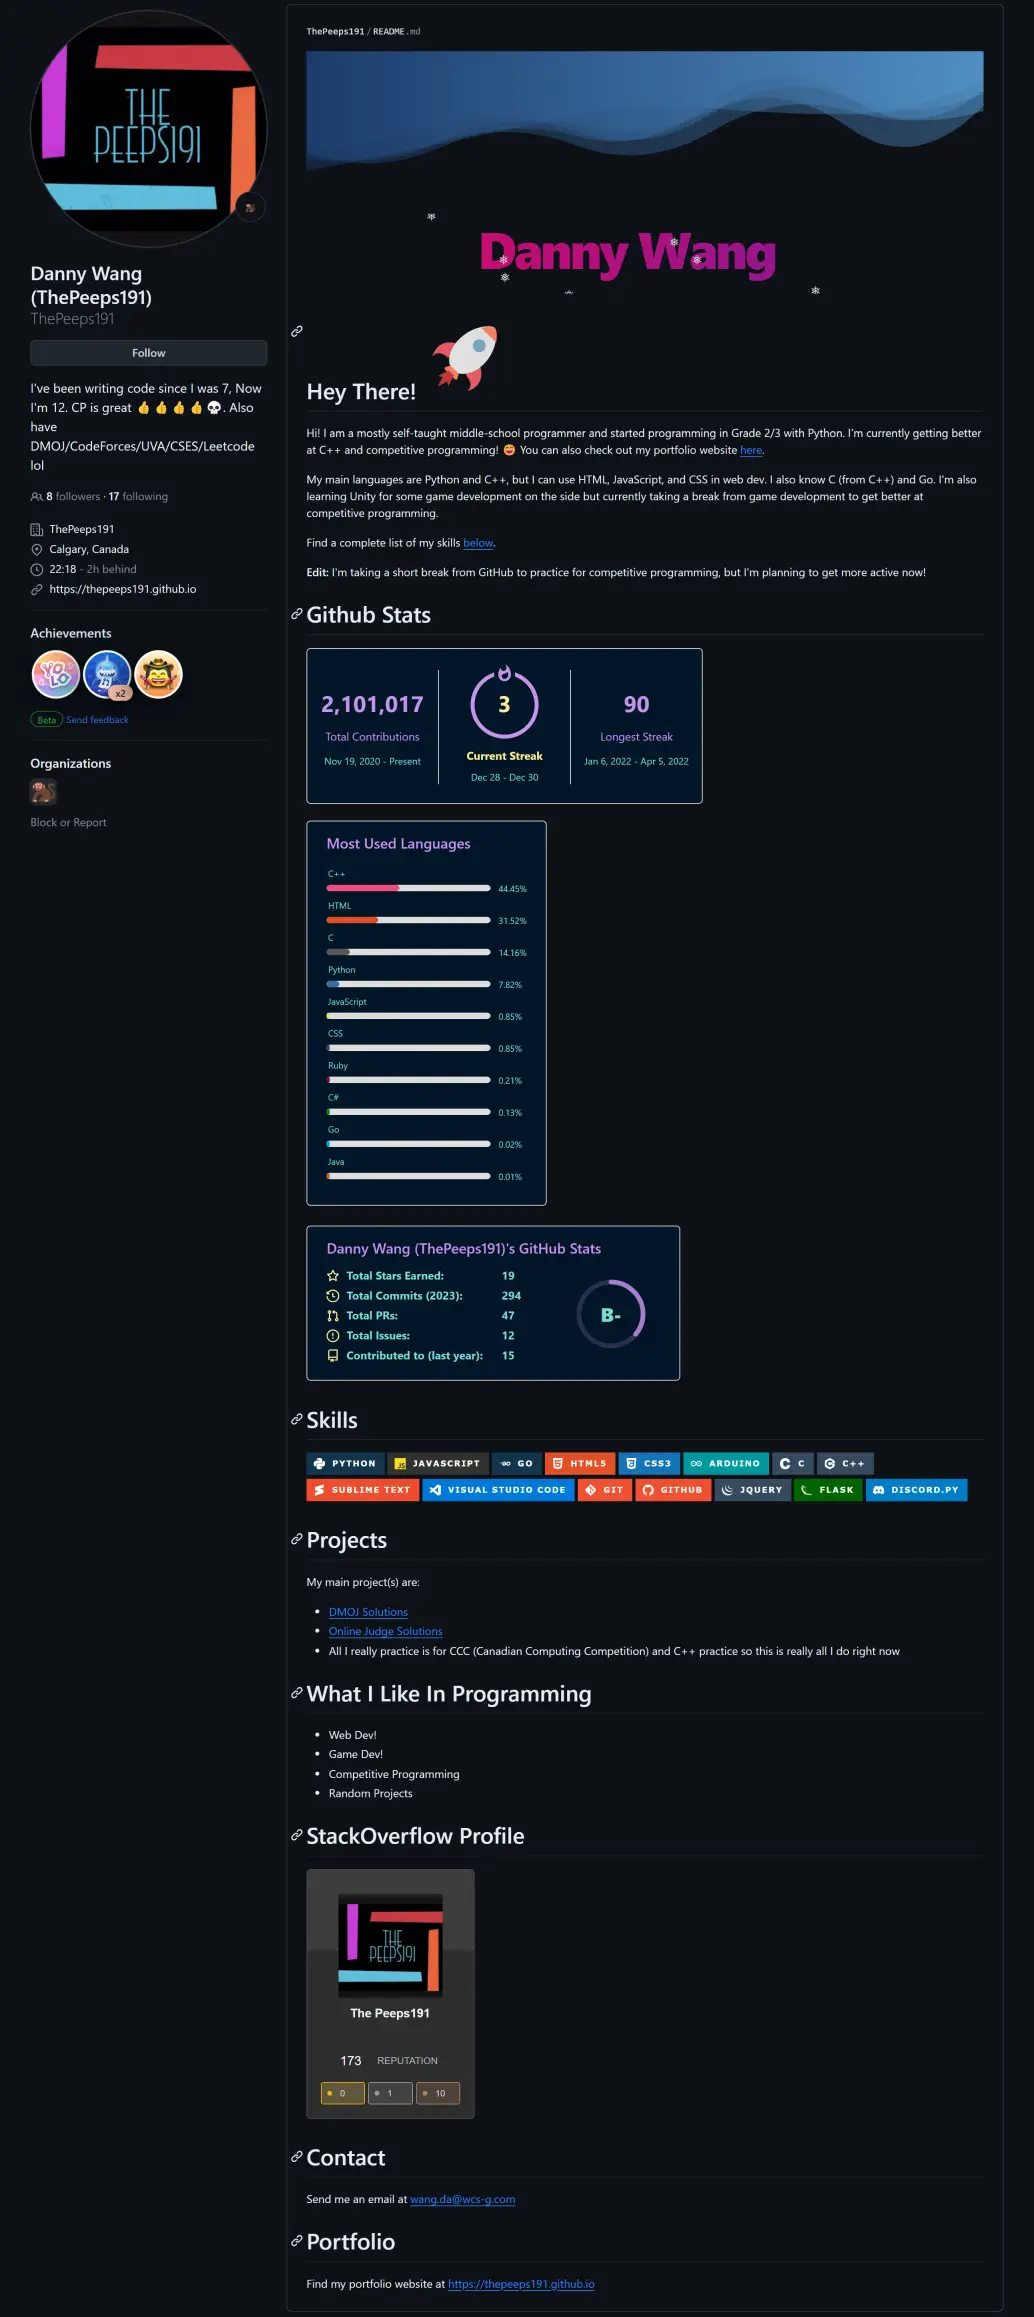 THE
PEEPS191
Danny Wang
(ThePeeps191)
ThePeeps191
Follow
I've been writing code since I was 7, Now
I'm 12. CP is great 👍 👍 👍 👍 💀. Also
have
DMOJ/CodeForces/UVA/CSES/Leetcode
lol
8 followers · 17 following
ThePeeps191
Calgary, Canada
22:18 - 2h behind
https://thepeeps191.github.io
Achievements
YOLO
x2
Beta Send feedback
Organizations
Block or Report
ThePeeps191 / README.md
Danny Wang
Hey There!
Hi! I am a mostly self-taught middle-school programmer and started programming in Grade 2/3 with Python. I'm currently getting better
at C++ and competitive programming! 😄 You can also check out my portfolio website here.
My main languages are Python and C++, but I can use HTML, JavaScript, and CSS in web dev. I also know C (from C++) and Go. I'm also
learning Unity for some game development on the side but currently taking a break from game development to get better at
competitive programming.
Find a complete list of my skills below.
Edit: I'm taking a short break from GitHub to practice for competitive programming, but I'm planning to get more active now!
Github Stats
2,101,017
Total Contributions
Nov 19, 2020 - Present
3
Current Streak
Dec 28 - Dec 30
90
Longest Streak
Jan 6, 2022 - Apr 5, 2022
Most Used Languages
C++
44.45%
HTML
31.52%
C
14.16%
Python
7.82%
JavaScript
0.85%
CSS
0.85%
Ruby
0.21%
C#
0.13%
Go
0.02%
Java
0.01%
Danny Wang (ThePeeps191)'s GitHub Stats
Total Stars Earned: 19
Total Commits (2023): 294
Total PRs: 47
Total Issues: 12
Contributed to (last year): 15
B-
Skills
PYTHON JS JAVASCRIPT GO HTML5 CSS3 ARDUINO C C++
SUBLIME TEXT VISUAL STUDIO CODE GIT GITHUB JQUERY FLASK DISCORD.PY
Projects
My main project(s) are:
• DMOJ Solutions
• Online Judge Solutions
• All I really practice is for CCC (Canadian Computing Competition) and C++ practice so this is really all I do right now
What I Like In Programming
• Web Dev!
• Game Dev!
• Competitive Programming
• Random Projects
StackOverflow Profile
THE
PEEPS191
The Peeps191
173 REPUTATION
0 1 10
Contact
Send me an email at wang.da@wcs-g.com
Portfolio
Find my portfolio website at https://thepeeps191.github.io